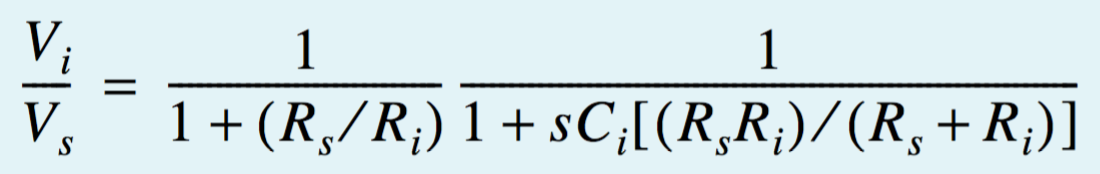 V_i/V_s = 1/(1 + (R_s/R_i)) 1/(1 + sC_i[(R_sR_i)/(R_s + R_i)])